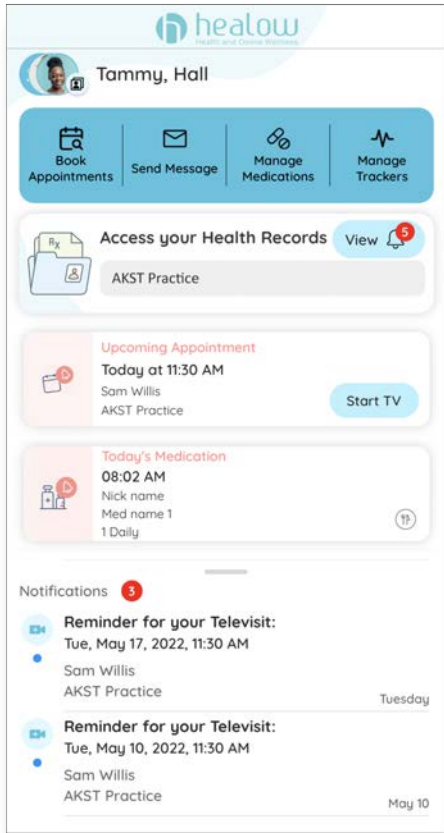 healow
Health and Online Wellness
Tammy, Hall
Book Appointments
Send Message
Manage Medications
Manage Trackers
Rx
Access your Health Records
View
5
AKST Practice
Upcoming Appointment
Today at 11:30 AM
Sam Willis
AKST Practice
Start TV
Today's Medication
08:02 AM
Nick name
Med name 1
1 Daily
Notifications 3
Reminder for your Televisit:
Tue, May 17, 2022, 11:30 AM
Sam Willis
AKST Practice
Tuesday
Reminder for your Televisit:
Tue, May 10, 2022, 11:30 AM
Sam Willis
AKST Practice
May 10